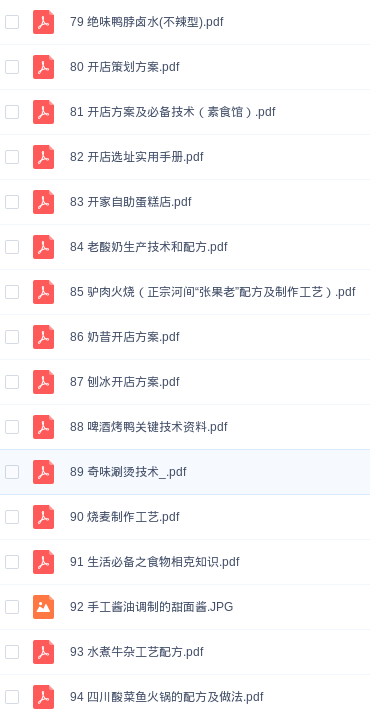 79 绝味鸭脖卤水(不辣型).pdf
80 开店策划方案.pdf
81 开店方案及必备技术（素食馆）.pdf
82 开店选址实用手册.pdf
83 开家自助蛋糕店.pdf
84 老酸奶生产技术和配方.pdf
85 驴肉火烧（正宗河间“张果老”配方及制作工艺）.pdf
86 奶昔开店方案.pdf
87 刨冰开店方案.pdf
88 啤酒烤鸭关键技术资料.pdf
89 奇味涮烫技术_.pdf
90 烧麦制作工艺.pdf
91 生活必备之食物相克知识.pdf
92 手工酱油调制的甜面酱.JPG
93 水煮牛杂工艺配方.pdf
94 四川酸菜鱼火锅的配方及做法.pdf